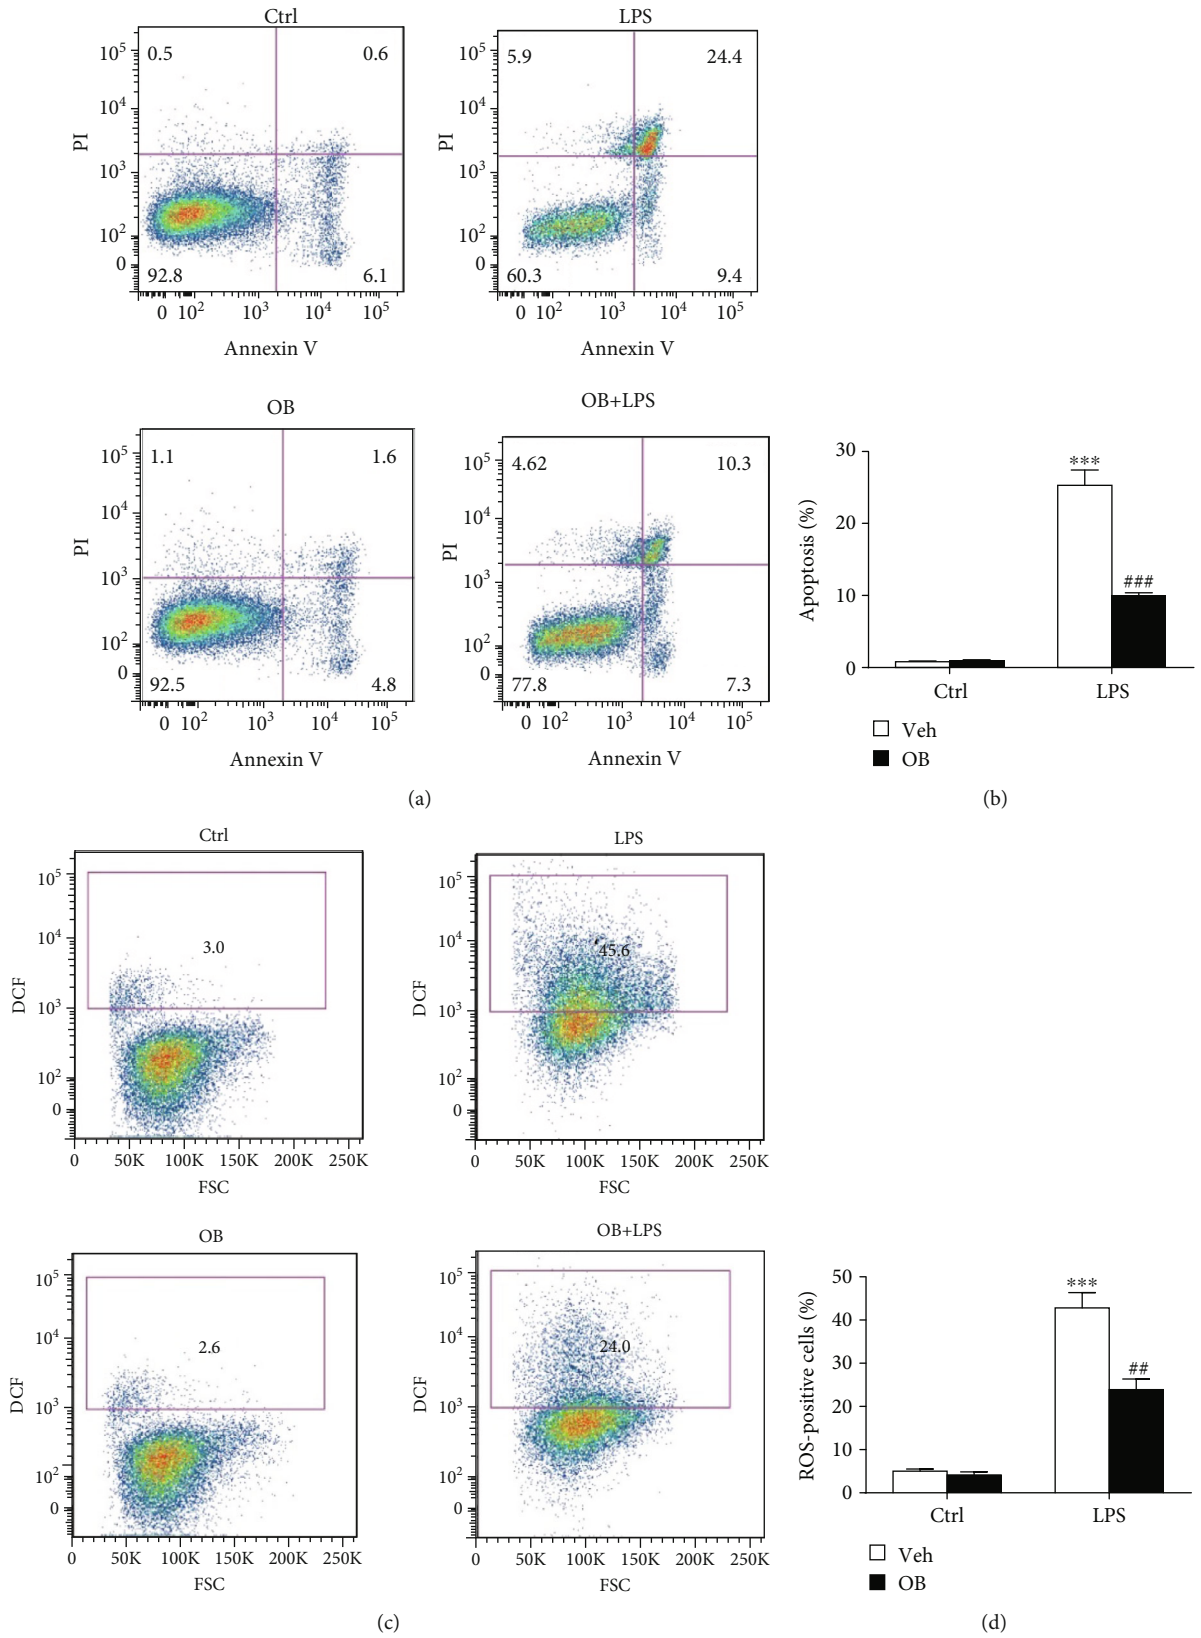 Ctrl
LPS
10⁵
10⁴
10³
10²
0
PI
0.5
0.6
92.8
6.1
0 10² 10³ 10⁴ 10⁵
Annexin V
10⁵
10⁴
10³
10²
0
PI
5.9
24.4
60.3
9.4
0 10² 10³ 10⁴ 10⁵
Annexin V
OB
OB+LPS
10⁵
10⁴
10³
10²
0
PI
1.1
1.6
92.5
4.8
0 10² 10³ 10⁴ 10⁵
Annexin V
10⁵
10⁴
10³
10²
0
PI
4.62
10.3
77.8
7.3
0 10² 10³ 10⁴ 10⁵
Annexin V
(a)
30
20
10
0
Apoptosis (%)
***
###
Ctrl
LPS
Veh
OB
(b)
Ctrl
LPS
10⁵
10⁴
10³
10²
0
DCF
3.0
0 50K 100K 150K 200K 250K
FSC
10⁵
10⁴
10³
10²
0
DCF
45.6
0 50K 100K 150K 200K 250K
FSC
OB
OB+LPS
10⁵
10⁴
10³
10²
0
DCF
2.6
0 50K 100K 150K 200K 250K
FSC
10⁵
10⁴
10³
10²
0
DCF
24.0
0 50K 100K 150K 200K 250K
FSC
(c)
50
40
30
20
10
0
ROS-positive cells (%)
***
##
Ctrl
LPS
Veh
OB
(d)